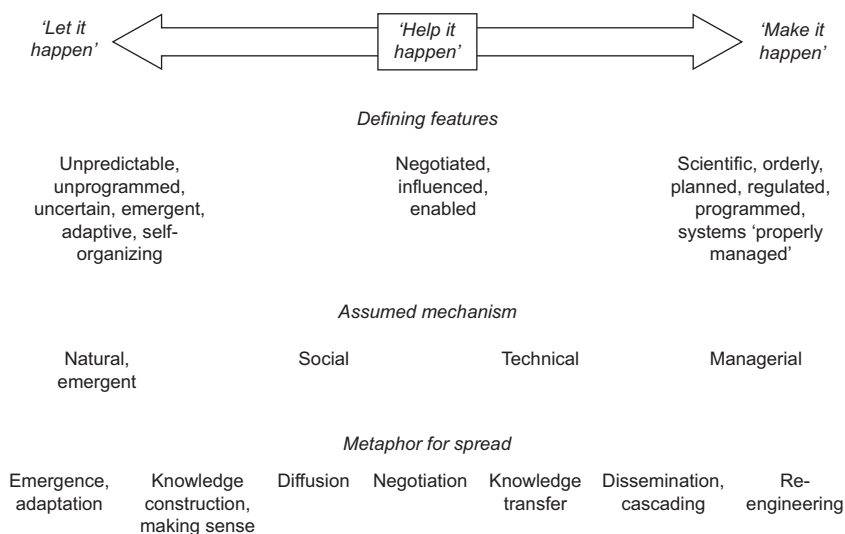 ‘Let it
happen’
‘Help it
happen’
‘Make it
happen’
Defining features
Unpredictable,
unprogrammed,
uncertain, emergent,
adaptive, self-
organizing
Negotiated,
influenced,
enabled
Scientific, orderly,
planned, regulated,
programmed,
systems ‘properly
managed’
Assumed mechanism
Natural,
emergent
Social
Technical
Managerial
Metaphor for spread
Emergence,
adaptation
Knowledge
construction,
making sense
Diffusion
Negotiation
Knowledge
transfer
Dissemination,
cascading
Re-
engineering